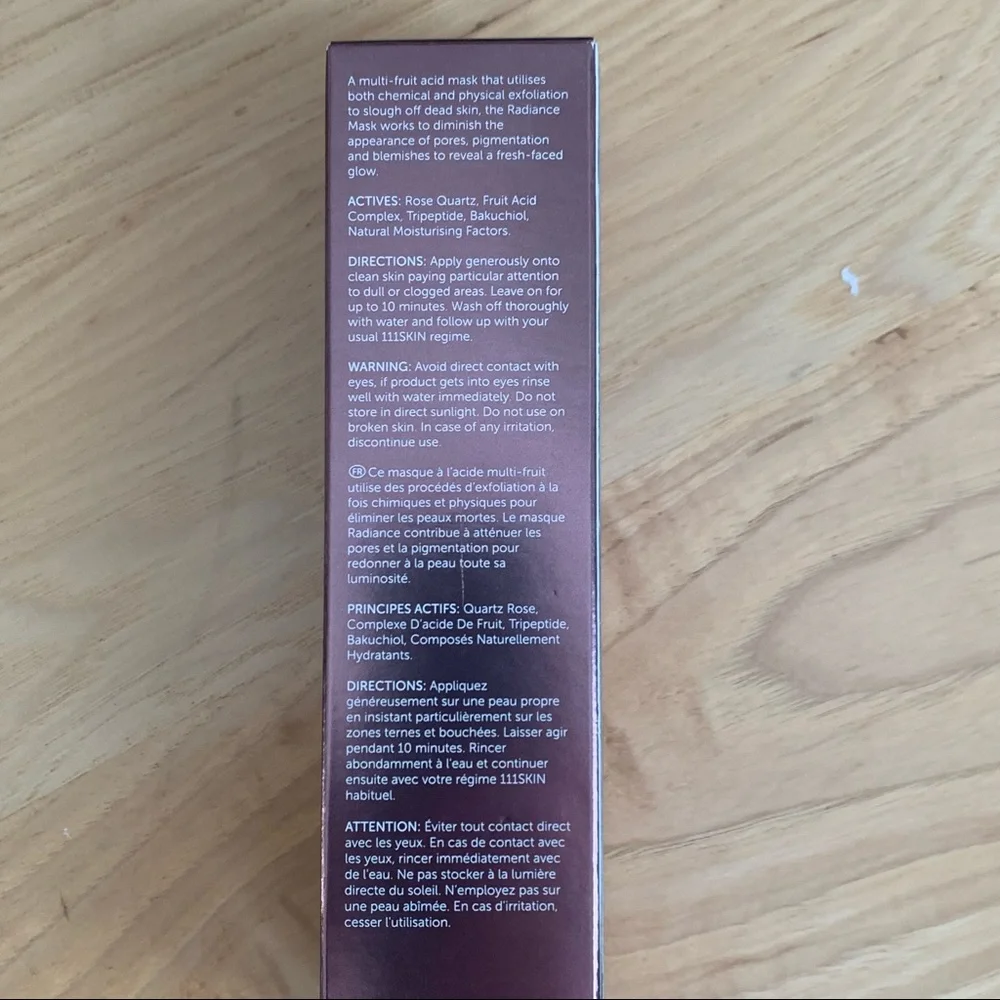 A multi-fruit acid mask that utilises
both chemical and physical exfoliation
to slough off dead skin, the Radiance
Mask works to diminish the
appearance of pores, pigmentation
and blemishes to reveal a fresh-faced
glow.
ACTIVES: Rose Quartz, Fruit Acid
Complex, Tripeptide, Bakuchiol,
Natural Moisturising Factors.
DIRECTIONS: Apply generously onto
clean skin paying particular attention
to dull or clogged areas. Leave on for
up to 10 minutes. Wash off thoroughly
with water and follow up with your
usual 111SKIN regime.
WARNING: Avoid direct contact with
eyes, if product gets into eyes rinse
well with water immediately. Do not
store in direct sunlight. Do not use on
broken skin. In case of any irritation,
discontinue use.
FR Ce masque à l'acide multi-fruit
utilise des procédés d'exfoliation à la
fois chimiques et physiques pour
éliminer les peaux mortes. Le masque
Radiance contribue à atténuer les
pores et la pigmentation pour
redonner à la peau toute sa
luminosité.
PRINCIPES ACTIFS: Quartz Rose,
Complexe D'acide De Fruit, Tripeptide,
Bakuchiol, Composés Naturellement
Hydratants.
DIRECTIONS: Appliquez
généreusement sur une peau propre
en insistant particulièrement sur les
zones ternes et bouchées. Laisser agir
pendant 10 minutes. Rincer
abondamment à l'eau et continuer
ensuite avec votre régime 111SKIN
habituel.
ATTENTION: Éviter tout contact direct
avec les yeux. En cas de contact avec
les yeux, rincer immédiatement avec
de l'eau. Ne pas stocker à la lumière
directe du soleil. N'employez pas sur
une peau abîmée. En cas d'irritation,
cesser l'utilisation.